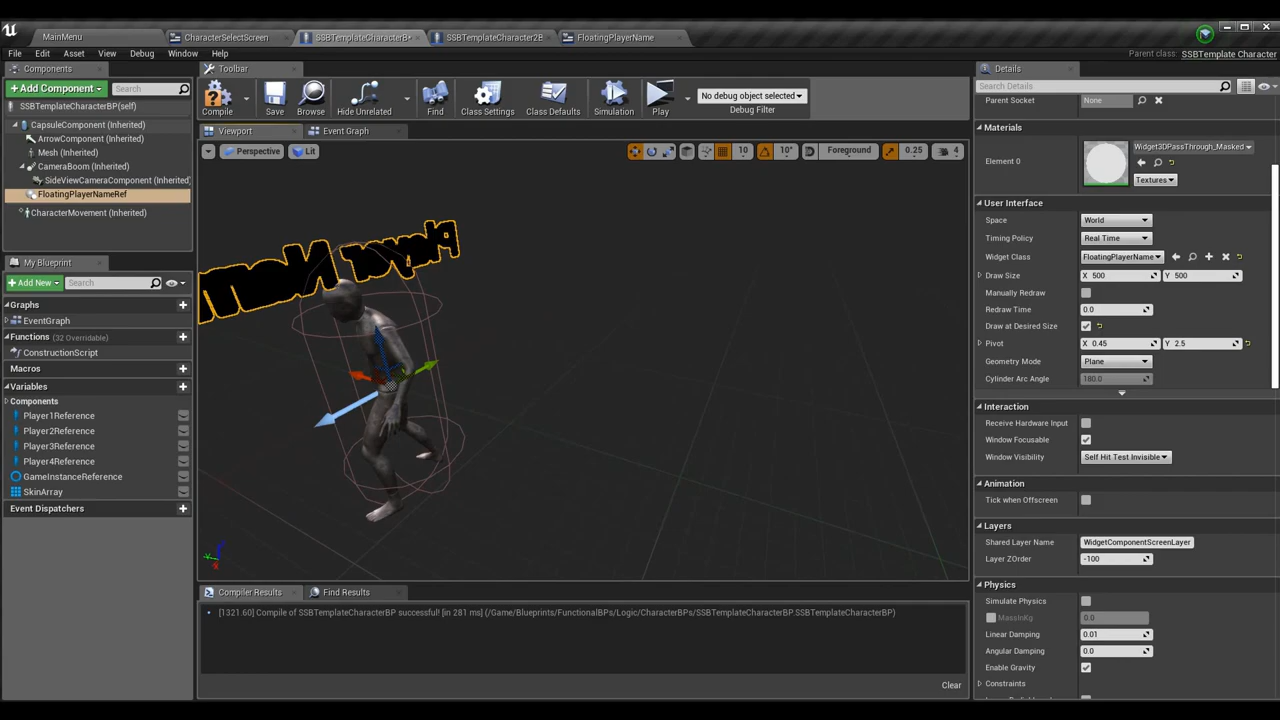 MainMenu
CharacterSelectScreen
SSBTemplateCharacterB*
SSBTemplateCharacter2E
FloatingPlayerName
File Edit Asset View Debug Window Help
Parent class: SSBTemplate Character
Components
+ Add Component
Search
SSBTemplateCharacterBP(self)
CapsuleComponent (Inherited)
ArrowComponent (Inherited)
Mesh (Inherited)
CameraBoom (Inherited)
SideViewCameraComponent (Inherited)
FloatingPlayerNameRef
CharacterMovement (Inherited)
My Blueprint
+ Add New
Search
Graphs
EventGraph
Functions (32 Overridable)
ConstructionScript
Macros
Variables
Components
Player1Reference
Player2Reference
Player3Reference
Player4Reference
GameInstanceReference
SkinArray
Event Dispatchers
Toolbar
Compile
Save
Browse
Hide Unrelated
Find
Class Settings
Class Defaults
Simulation
Play
No debug object selected
Debug Filter
Viewport
Event Graph
Perspective
Lit
10
10°
Foreground
0.25
4
Compiler Results
Find Results
[1321.60] Compile of SSBTemplateCharacterBP successful! [in 281 ms] (/Game/Blueprints/FunctionalBPs/Logic/CharacterBPs/SSBTemplateCharacterBP.SSBTemplateCharacterBP)
Clear
Details
Search Details
Parent Socket None
Materials
Element 0
Widget3DPassThrough_Masked
Textures
User Interface
Space World
Timing Policy Real Time
Widget Class FloatingPlayerName
Draw Size X 500 Y 500
Manually Redraw
Redraw Time 0.0
Draw at Desired Size
Pivot X 0.45 Y 2.5
Geometry Mode Plane
Cylinder Arc Angle 180.0
Interaction
Receive Hardware Input
Window Focusable
Window Visibility Self Hit Test Invisible
Animation
Tick when Offscreen
Layers
Shared Layer Name WidgetComponentScreenLayer
Layer ZOrder -100
Physics
Simulate Physics
MassInKg 0.0
Linear Damping 0.01
Angular Damping 0.0
Enable Gravity
Constraints